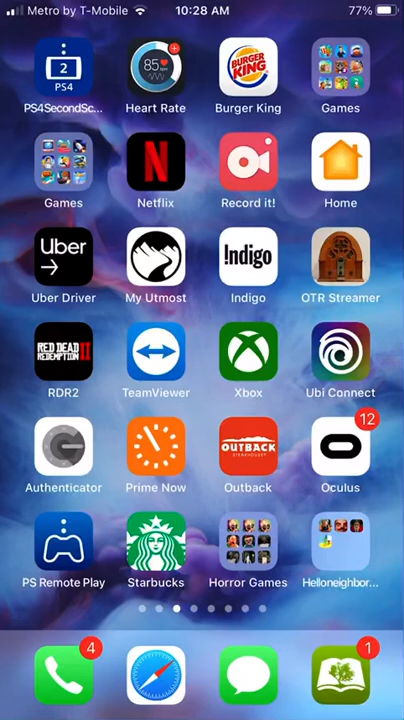 Metro by T-Mobile 10:28 AM 77%
2
PS4
85
BURGER KING
PS4SecondSc... Heart Rate Burger King Games
N
Games Netflix Record it! Home
Uber
!ndigo
Uber Driver My Utmost Indigo OTR Streamer
RED DEAD
REDEMPTION II
RDR2 TeamViewer Xbox Ubi Connect
12
OUTBACK
STEAKHOUSE
Authenticator Prime Now Outback Oculus
PS Remote Play Starbucks Horror Games Helloneighbor...
4 1